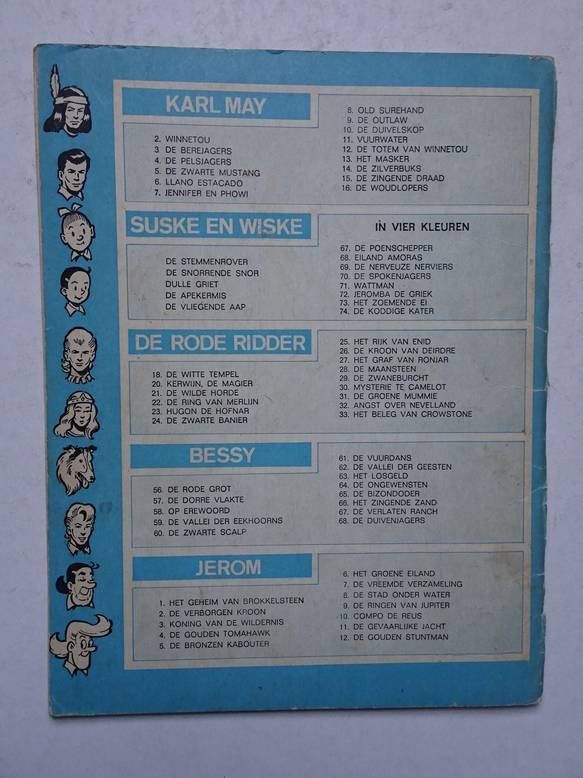 KARL MAY
2. WINNETOU
3 DE BEREJAGERS
4. DE PELSJAGERS
5. DE ZWARTE MUSTANG
6. LLANO ESTACADO
7. JENNIFER EN PHOWI
8. OLD SUREHAND
9. DE OUTLAW
10. DE DUIVELSKOP
11. VUURWATER
12. DE TOTEM VAN WINNETOU
13. HET MASKER
14. DE ZILVERBUKS
15. DE ZINGENDE DRAAD
16. DE WOUDLOPERS
SUSKE EN WISKE
DE STEMMENROVER
DE SNORRENDE SNOR
DULLE GRIET
DE APEKERMIS
DE VLIEGENDE AAP
IN VIER KLEUREN
67. DE POENSCHEPPER
68. EILAND AMORAS
69. DE NERVEUZE NERVIERS
70. DE SPOKENJAGERS
71. WATTMAN
72. JEROMBA DE GRIEK
73. HET ZOEMENDE EI
74. DE KODDIGE KATER
DE RODE RIDDER
18. DE WITTE TEMPEL
20. KERWIJN, DE MAGIER
21. DE WILDE HORDE
22. DE RING VAN MERLIJN
23. HUGON DE HOFNAR
24. DE ZWARTE BANIER
25. HET RIJK VAN ENID
26. DE KROON VAN DEIRDRE
27. HET GRAF VAN RONJAR
28. DE MAANSTEEN
29. DE ZWANEBURCHT
30. MYSTERIE TE CAMELOT
31. DE GROENE MUMMIE
32. ANGST OVER NEVELLAND
33. HET BELEG VAN CROWSTONE
BESSY
56. DE RODE GROT
57. DE DORRE VLAKTE
58. OP EREWOORD
59. DE VALLEI DER EEKHOORNS
60. DE ZWARTE SCALP
61. DE VUURDANS
62. DE VALLEI DER GEESTEN
63. HET LOSGELD
64. DE ONGEWENSTEN
65. DE BIZONDODER
66. HET ZINGENDE ZAND
67. DE VERLATEN RANCH
68. DE DUIVENJAGERS
JEROM
1. HET GEHEIM VAN BROKKELSTEEN
2. DE VERBORGEN KROON
3. KONING VAN DE WILDERNIS
4. DE GOUDEN TOMAHAWK
5. DE BRONZEN KABOUTER
6. HET GROENE EILAND
7. DE VREEMDE VERZAMELING
8. DE STAD ONDER WATER
9. DE RINGEN VAN JUPITER
10. COMPO DE REUS
11. DE GEVAARLIJKE JACHT
12. DE GOUDEN STUNTMAN